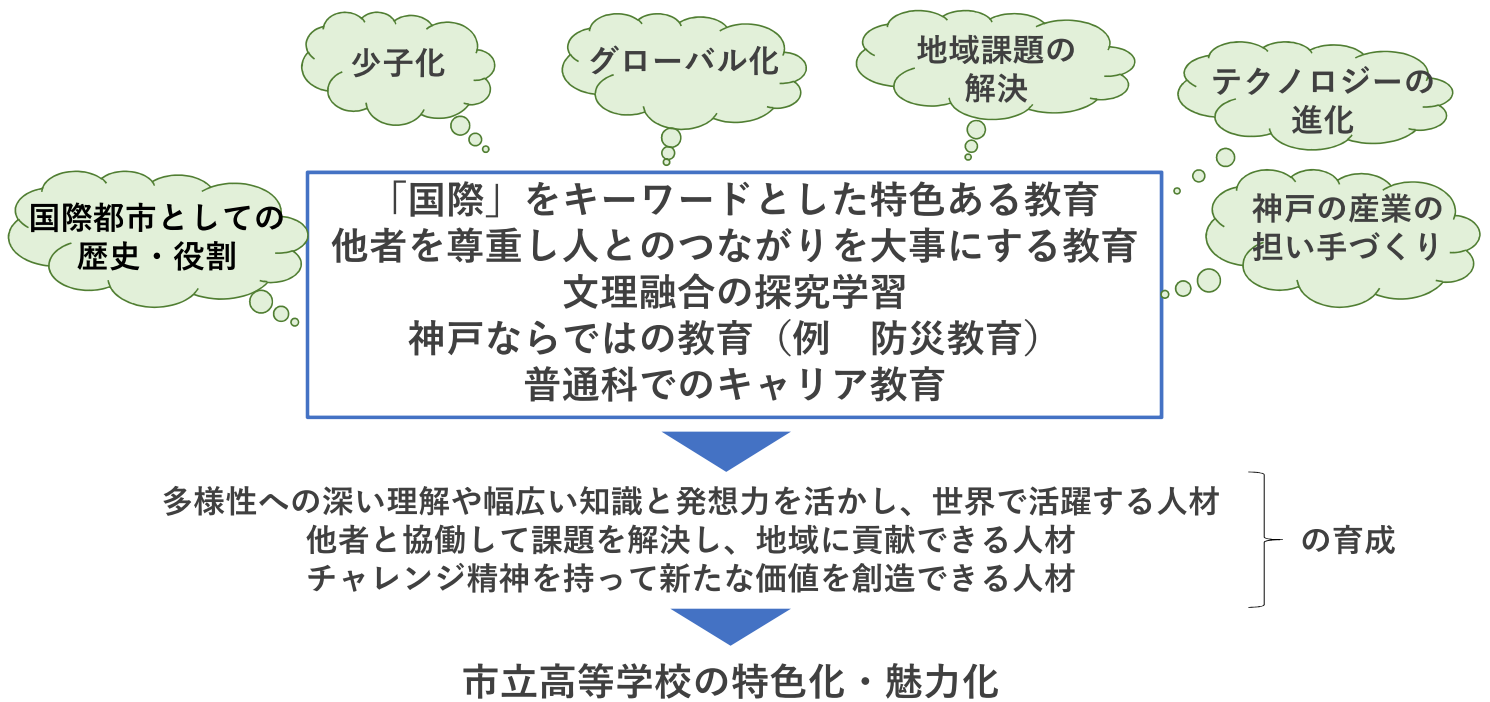 少子化
グローバル化
地域課題の
解決
テクノロジーの
進化
国際都市としての
歴史・役割
神戸の産業の
担い手づくり
「国際」をキーワードとした特色ある教育
他者を尊重し人とのつながりを大事にする教育
文理融合の探究学習
神戸ならではの教育（例　防災教育）
普通科でのキャリア教育
多様性への深い理解や幅広い知識と発想力を活かし、世界で活躍する人材
他者と協働して課題を解決し、地域に貢献できる人材
チャレンジ精神を持って新たな価値を創造できる人材
の育成
市立高等学校の特色化・魅力化